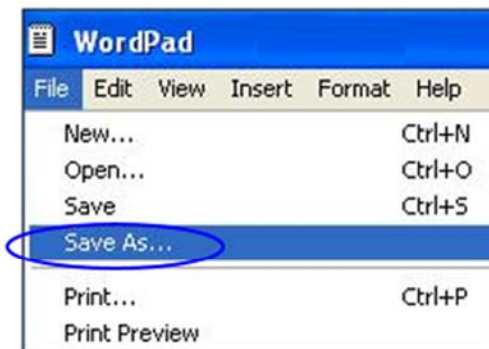 WordPad
File Edit View Insert Format Help
New... Ctrl+N
Open... Ctrl+O
Save Ctrl+S
Save As...
Print... Ctrl+P
Print Preview